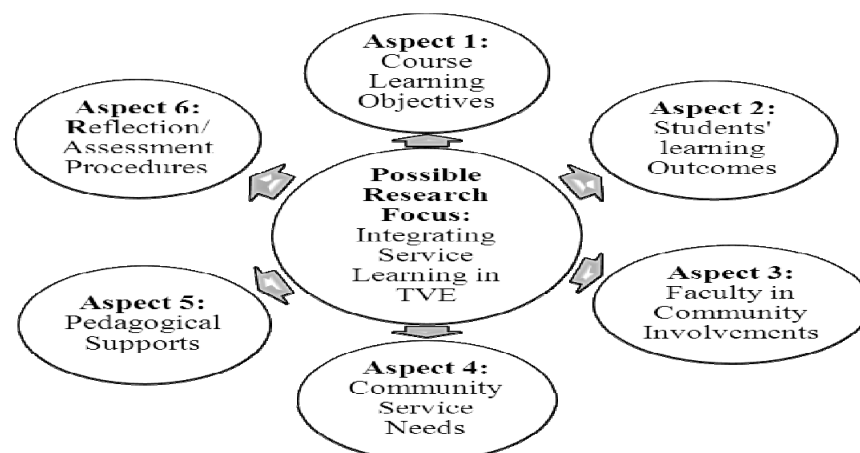 Aspect 1:
Course
Learning
Objectives
Aspect 2:
Students'
learning
Outcomes
Aspect 3:
Faculty in
Community
Involvements
Aspect 4:
Community
Service
Needs
Aspect 5:
Pedagogical
Supports
Aspect 6:
Reflection/
Assessment
Procedures
Possible
Research
Focus:
Integrating
Service
Learning in
TVE